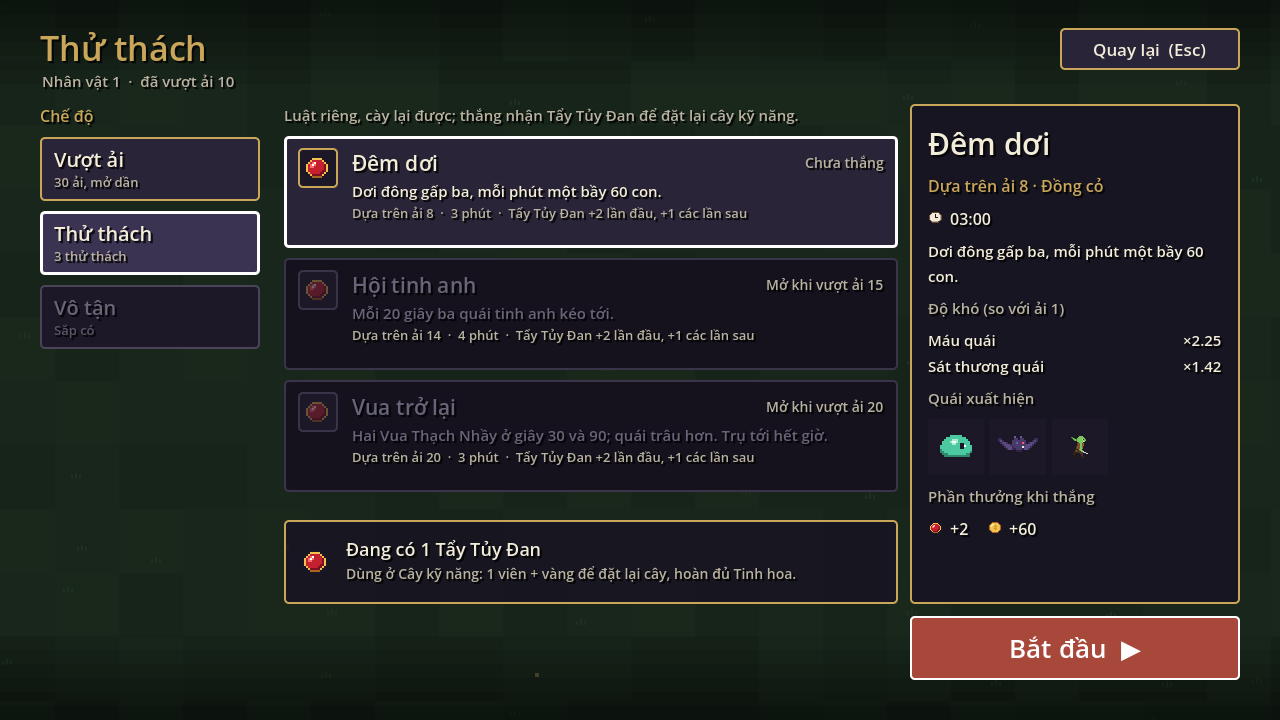 Thử thách
Nhân vật 1 · đã vượt ải 10
Quay lại (Esc)
Chế độ
Vượt ải
30 ải, mở dần
Thử thách
3 thử thách
Vô tận
Sắp có
Luật riêng, cày lại được; thắng nhận Tẩy Tủy Đan để đặt lại cây kỹ năng.
Đêm dơi
Chưa thắng
Dơi đông gấp ba, mỗi phút một bầy 60 con.
Dựa trên ải 8 · 3 phút · Tẩy Tủy Đan +2 lần đầu, +1 các lần sau
Hội tinh anh
Mở khi vượt ải 15
Mỗi 20 giây ba quái tinh anh kéo tới.
Dựa trên ải 14 · 4 phút · Tẩy Tủy Đan +2 lần đầu, +1 các lần sau
Vua trở lại
Mở khi vượt ải 20
Hai Vua Thạch Nhầy ở giây 30 và 90; quái trâu hơn. Trụ tới hết giờ.
Dựa trên ải 20 · 3 phút · Tẩy Tủy Đan +2 lần đầu, +1 các lần sau
Đang có 1 Tẩy Tủy Đan
Dùng ở Cây kỹ năng: 1 viên + vàng để đặt lại cây, hoàn đủ Tinh hoa.
Đêm dơi
Dựa trên ải 8 · Đồng cỏ
03:00
Dơi đông gấp ba, mỗi phút một bầy 60
con.
Độ khó (so với ải 1)
Máu quái ×2.25
Sát thương quái ×1.42
Quái xuất hiện
Phần thưởng khi thắng
+2 +60
Bắt đầu ▶